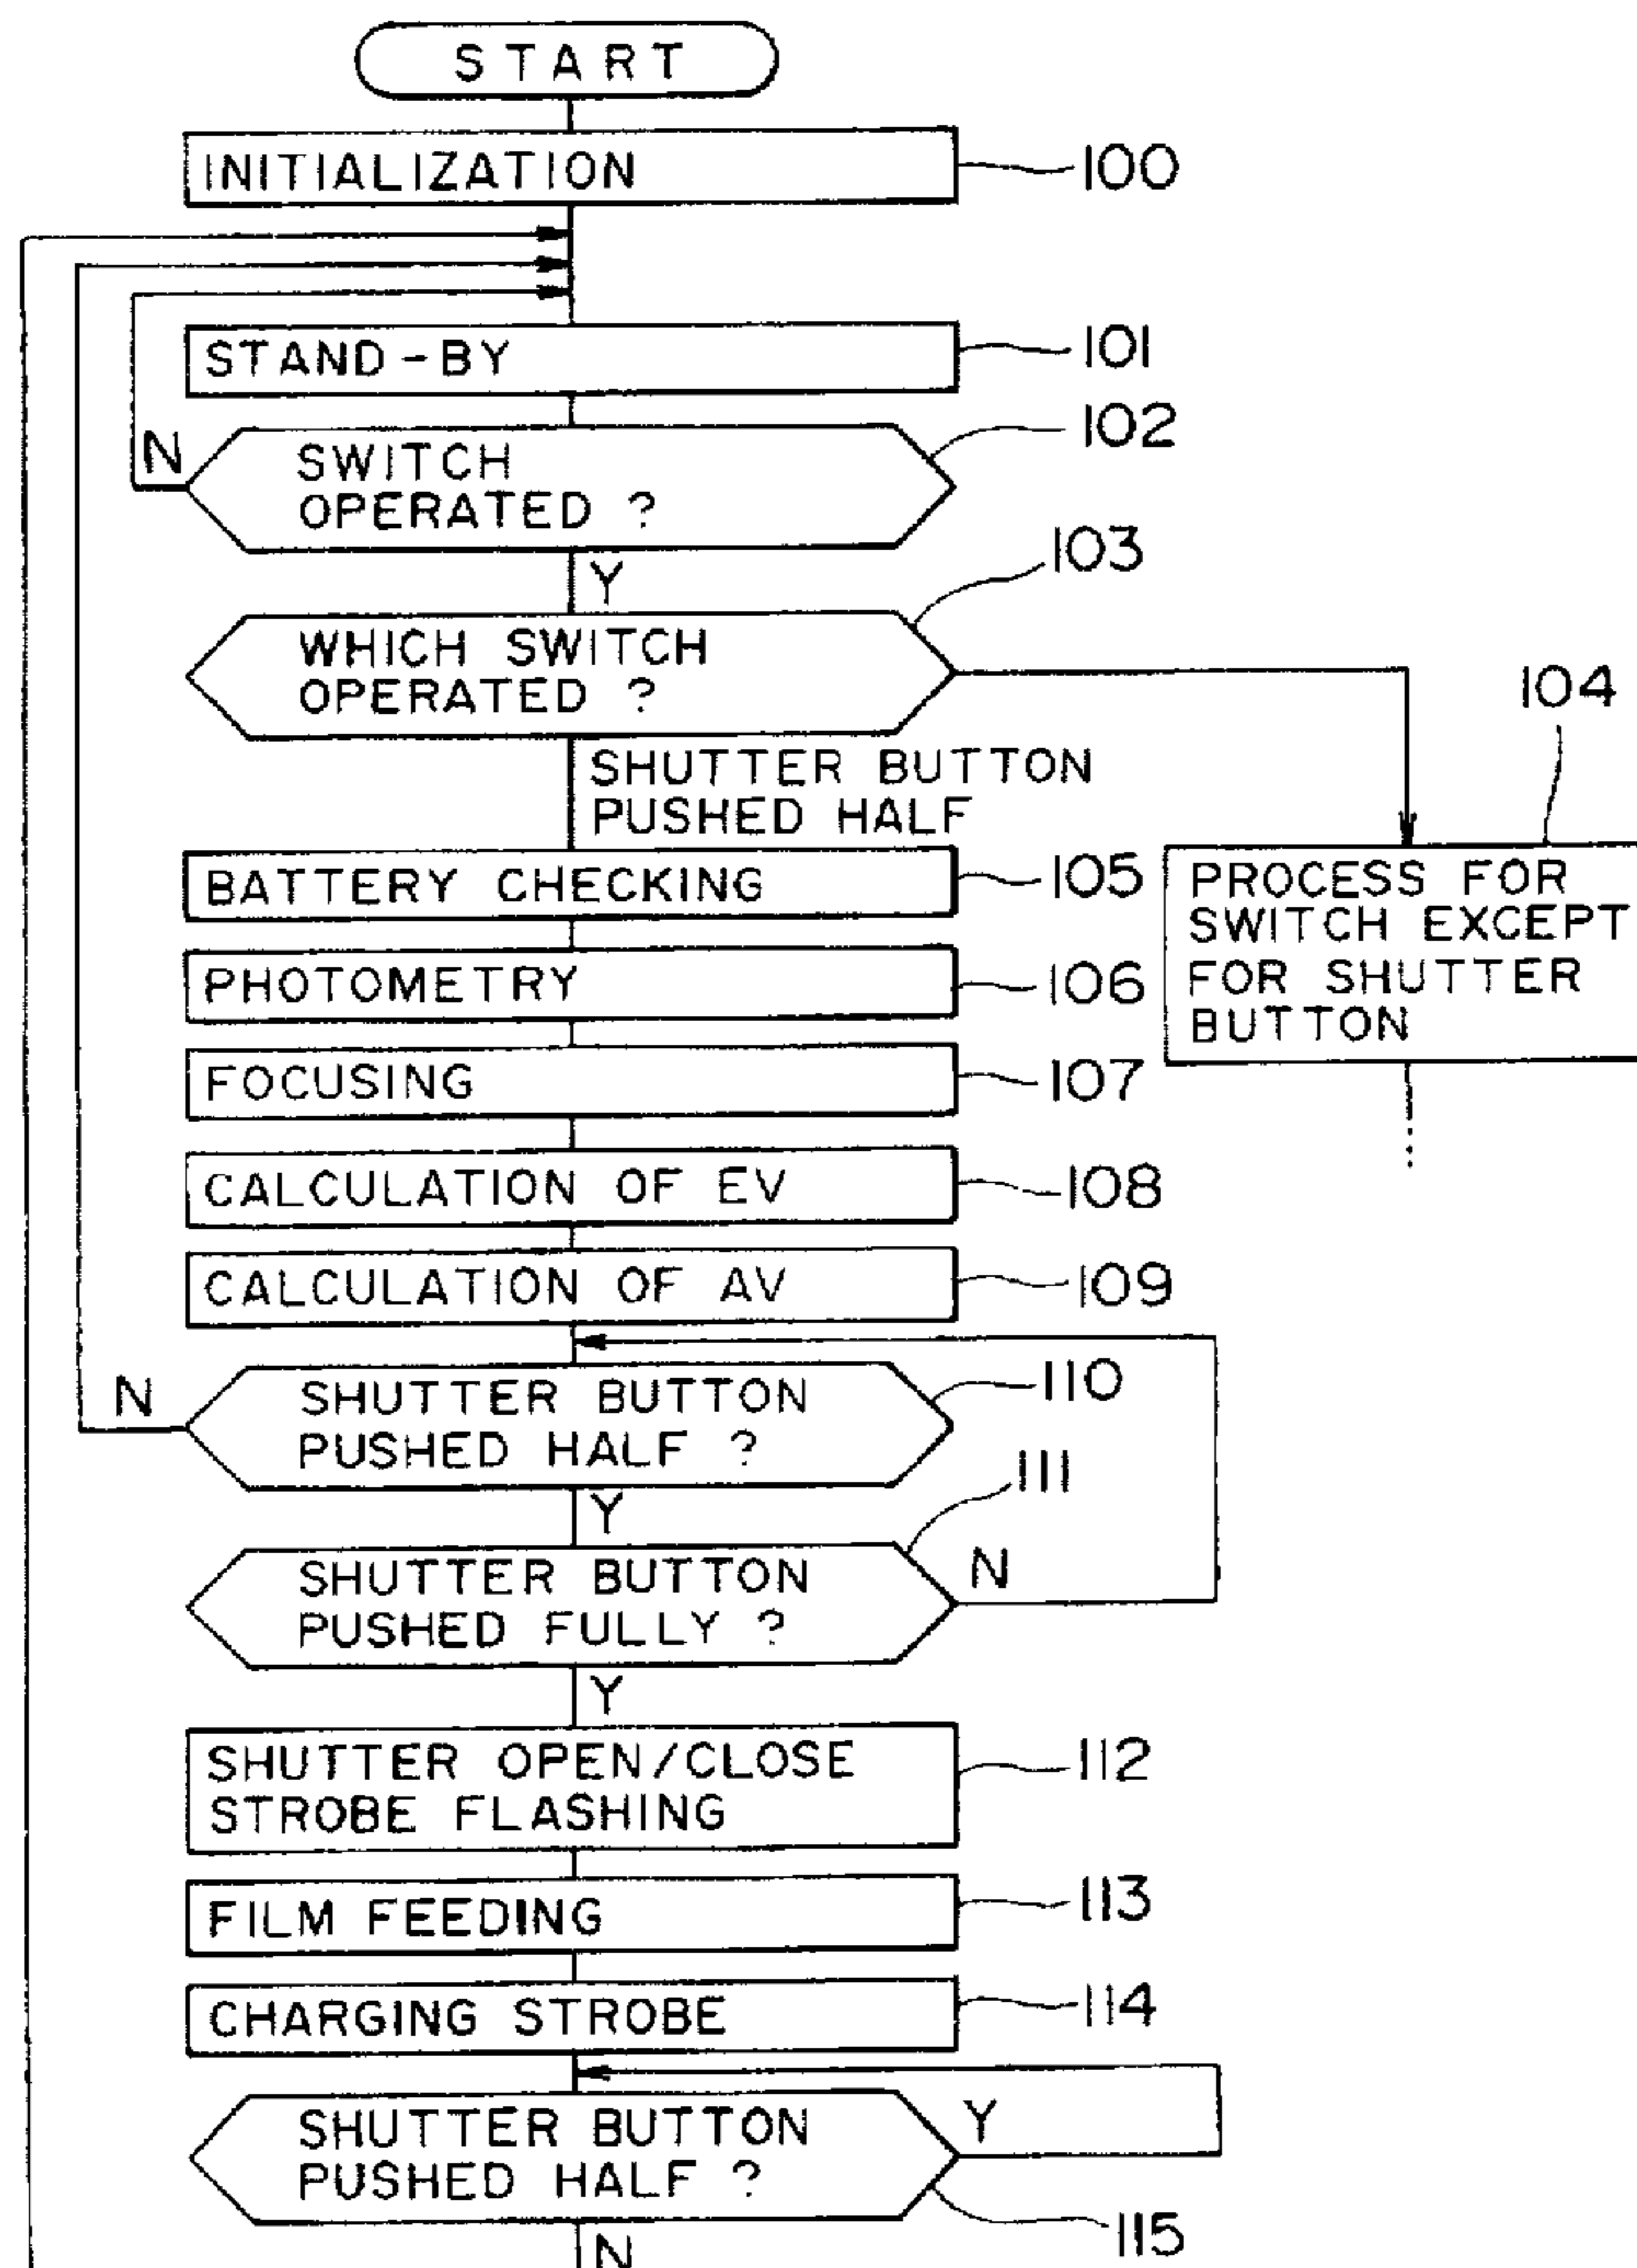 START
INITIALIZATION
100
STAND-BY
101
N
SWITCH
OPERATED ?
102
Y
103
WHICH SWITCH
OPERATED ?
104
SHUTTER BUTTON
PUSHED HALF
PROCESS FOR
SWITCH EXCEPT
FOR SHUTTER
BUTTON
BATTERY CHECKING
105
PHOTOMETRY
106
FOCUSING
107
CALCULATION OF EV
108
CALCULATION OF AV
109
N
SHUTTER BUTTON
PUSHED HALF ?
110
Y
111
SHUTTER BUTTON
PUSHED FULLY ?
N
Y
SHUTTER OPEN/CLOSE
STROBE FLASHING
112
FILM FEEDING
113
CHARGING STROBE
114
SHUTTER BUTTON
PUSHED HALF ?
Y
115
N